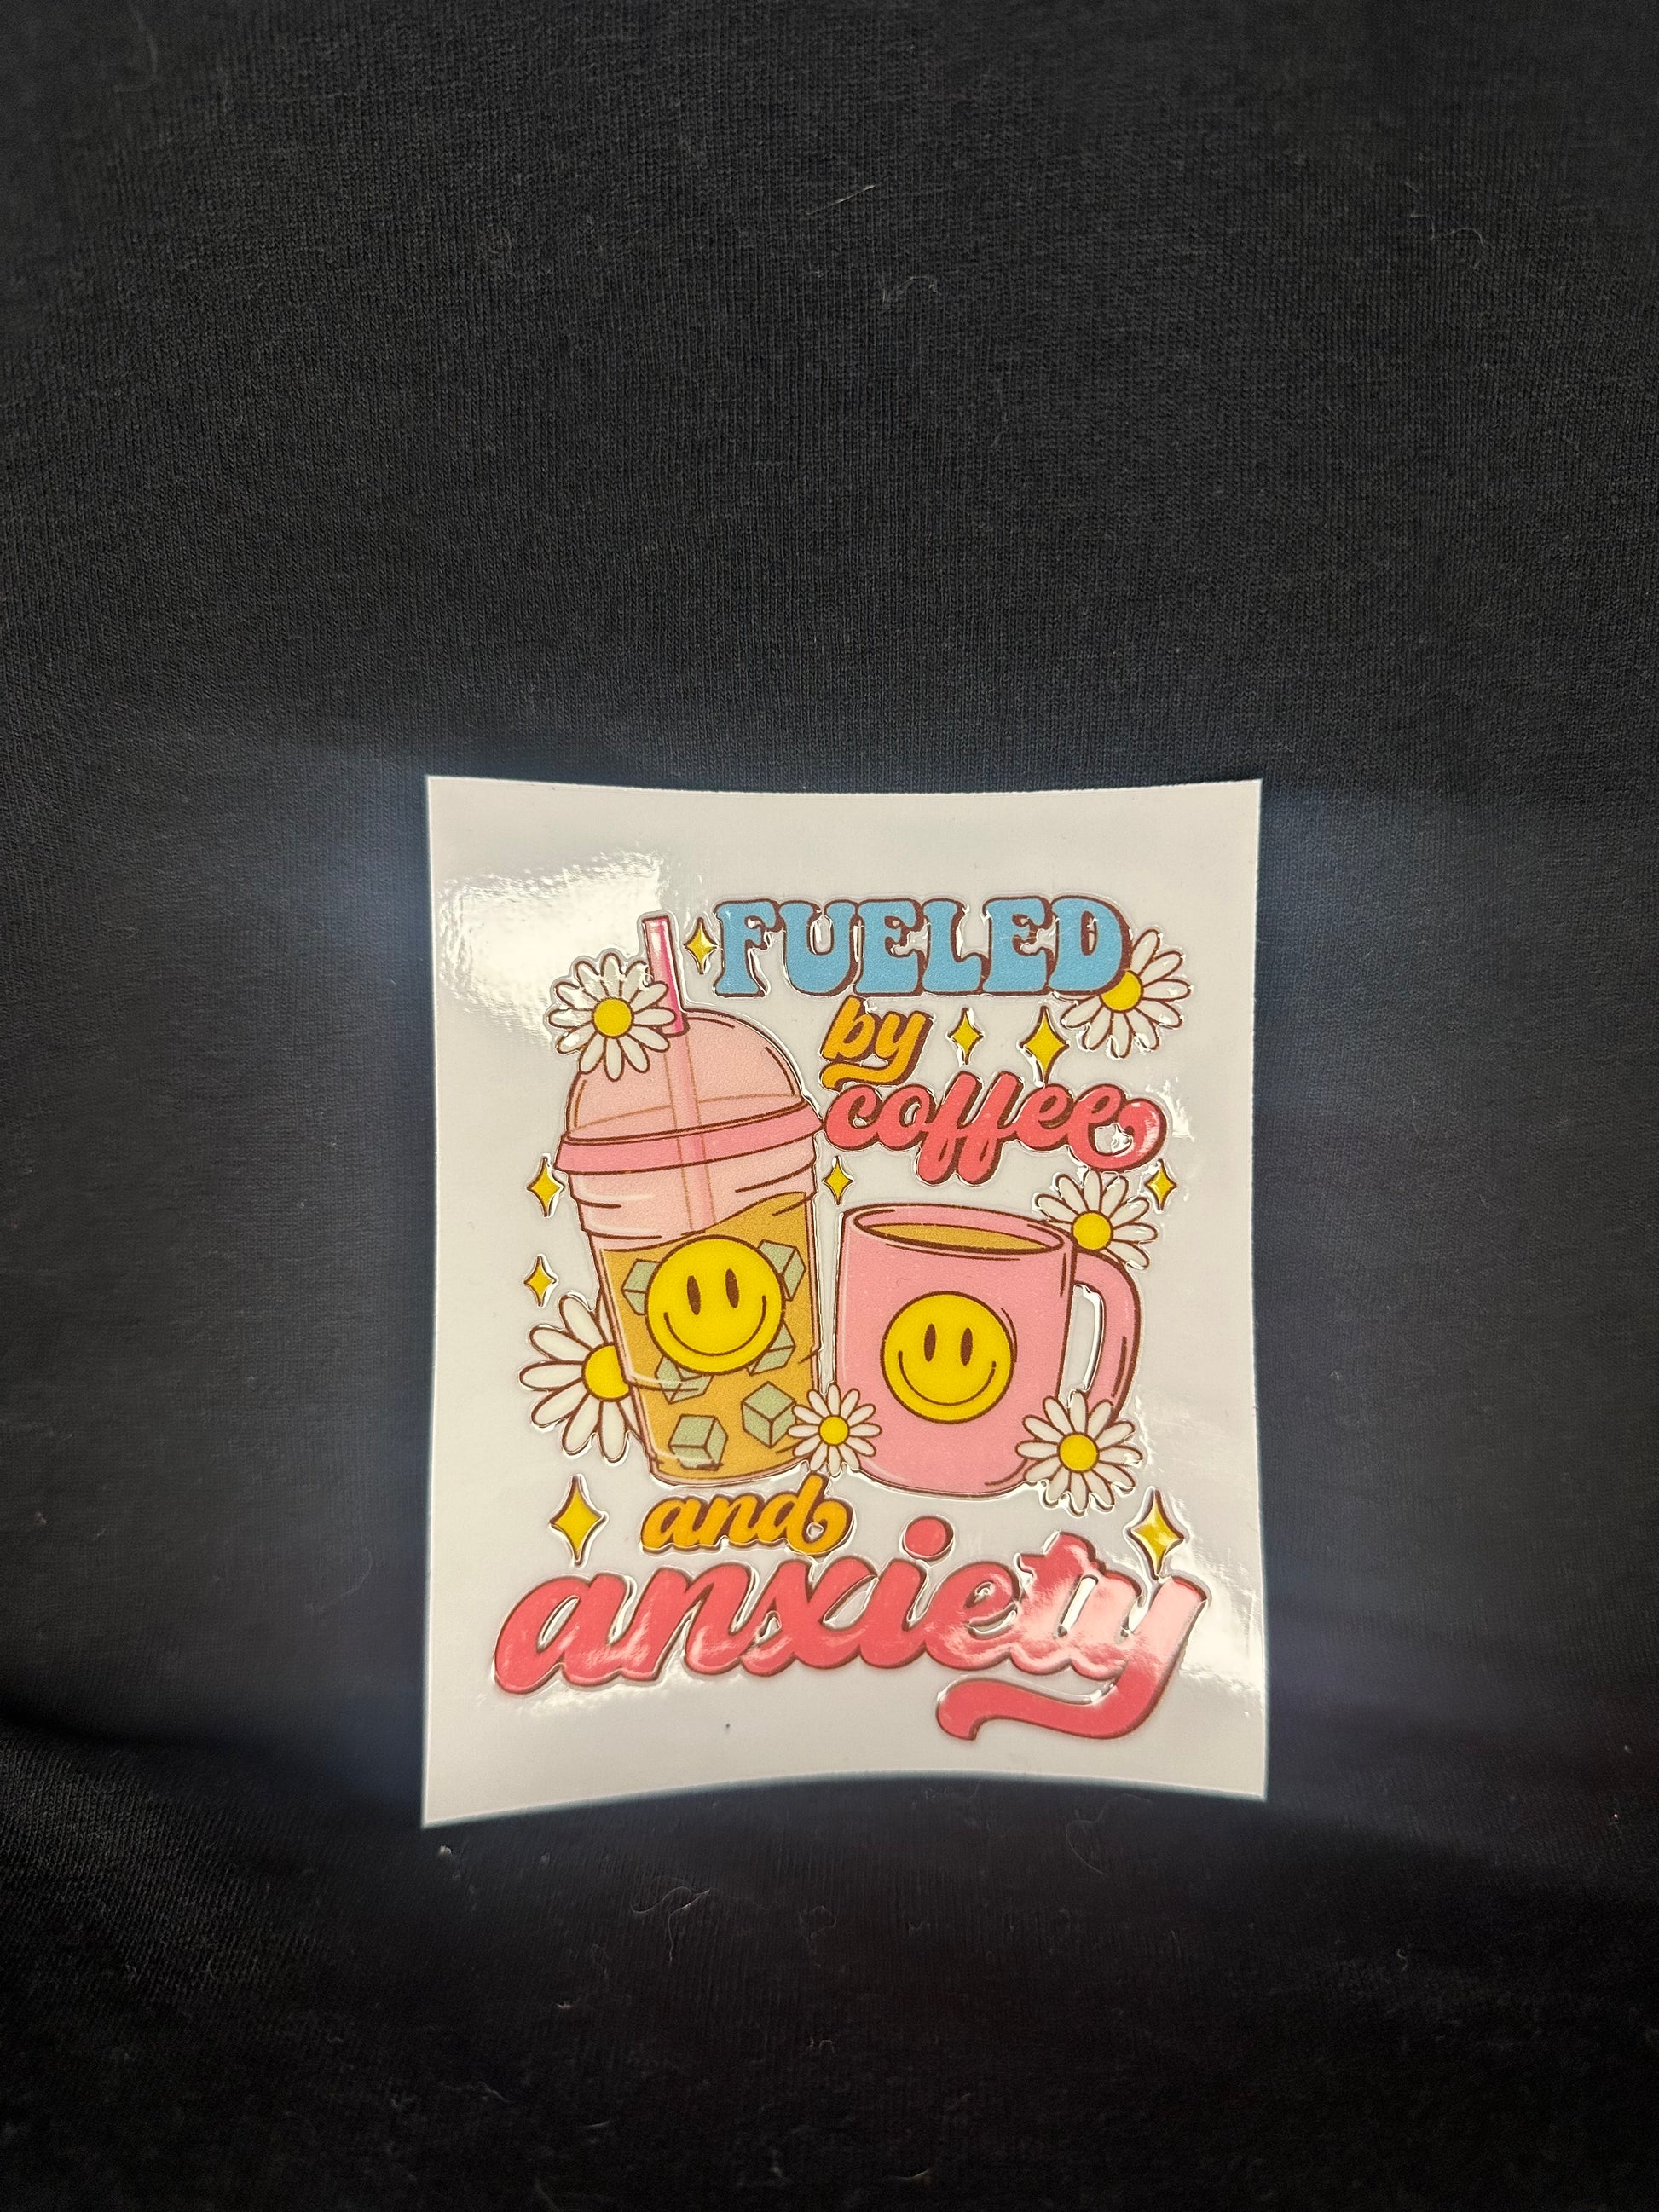 FUELED
by
coffee
and
anxiety